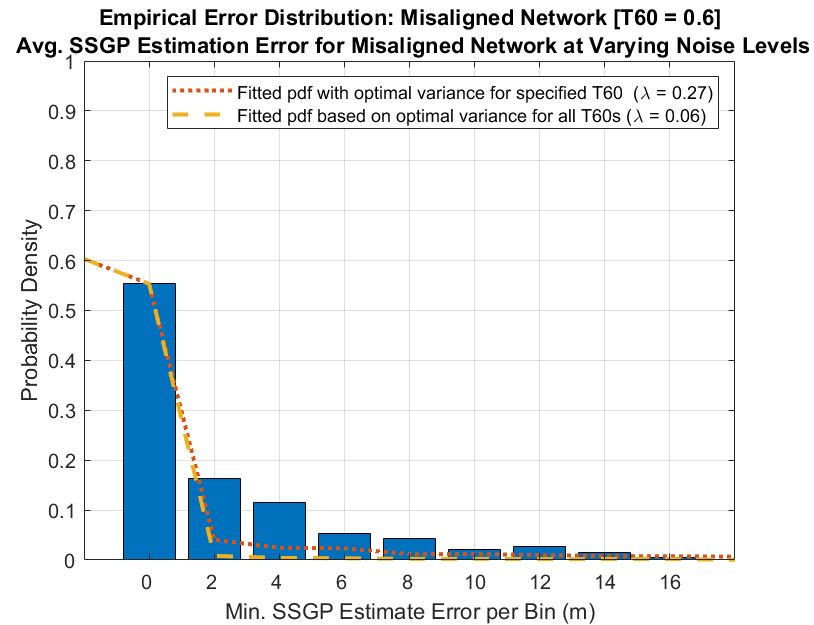 Empirical Error Distribution: Misaligned Network [T60 = 0.6]
Avg. SSGP Estimation Error for Misaligned Network at Varying Noise Levels
1
0.9
0.8
0.7
0.6
0.5
0.4
0.3
0.2
0.1
0
Probability Density
Fitted pdf with optimal variance for specified T60 (λ = 0.27)
Fitted pdf based on optimal variance for all T60s (λ = 0.06)
0 2 4 6 8 10 12 14 16
Min. SSGP Estimate Error per Bin (m)